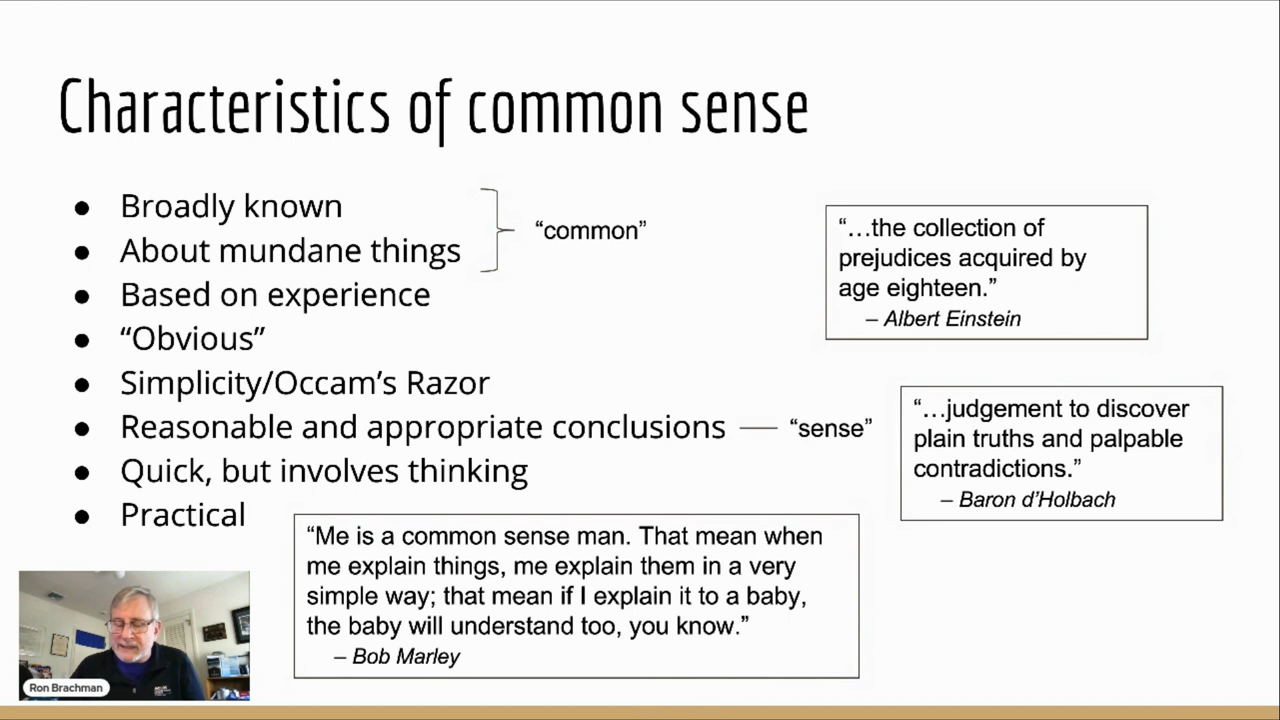 Characteristics of common sense
● Broadly known
● About mundane things
“common”
● Based on experience
● “Obvious”
● Simplicity/Occam’s Razor
● Reasonable and appropriate conclusions
“sense”
● Quick, but involves thinking
● Practical
“…the collection of
prejudices acquired by
age eighteen.”
– Albert Einstein
“…judgement to discover
plain truths and palpable
contradictions.”
– Baron d’Holbach
“Me is a common sense man. That mean when
me explain things, me explain them in a very
simple way; that mean if I explain it to a baby,
the baby will understand too, you know.”
– Bob Marley
Ron Brachman